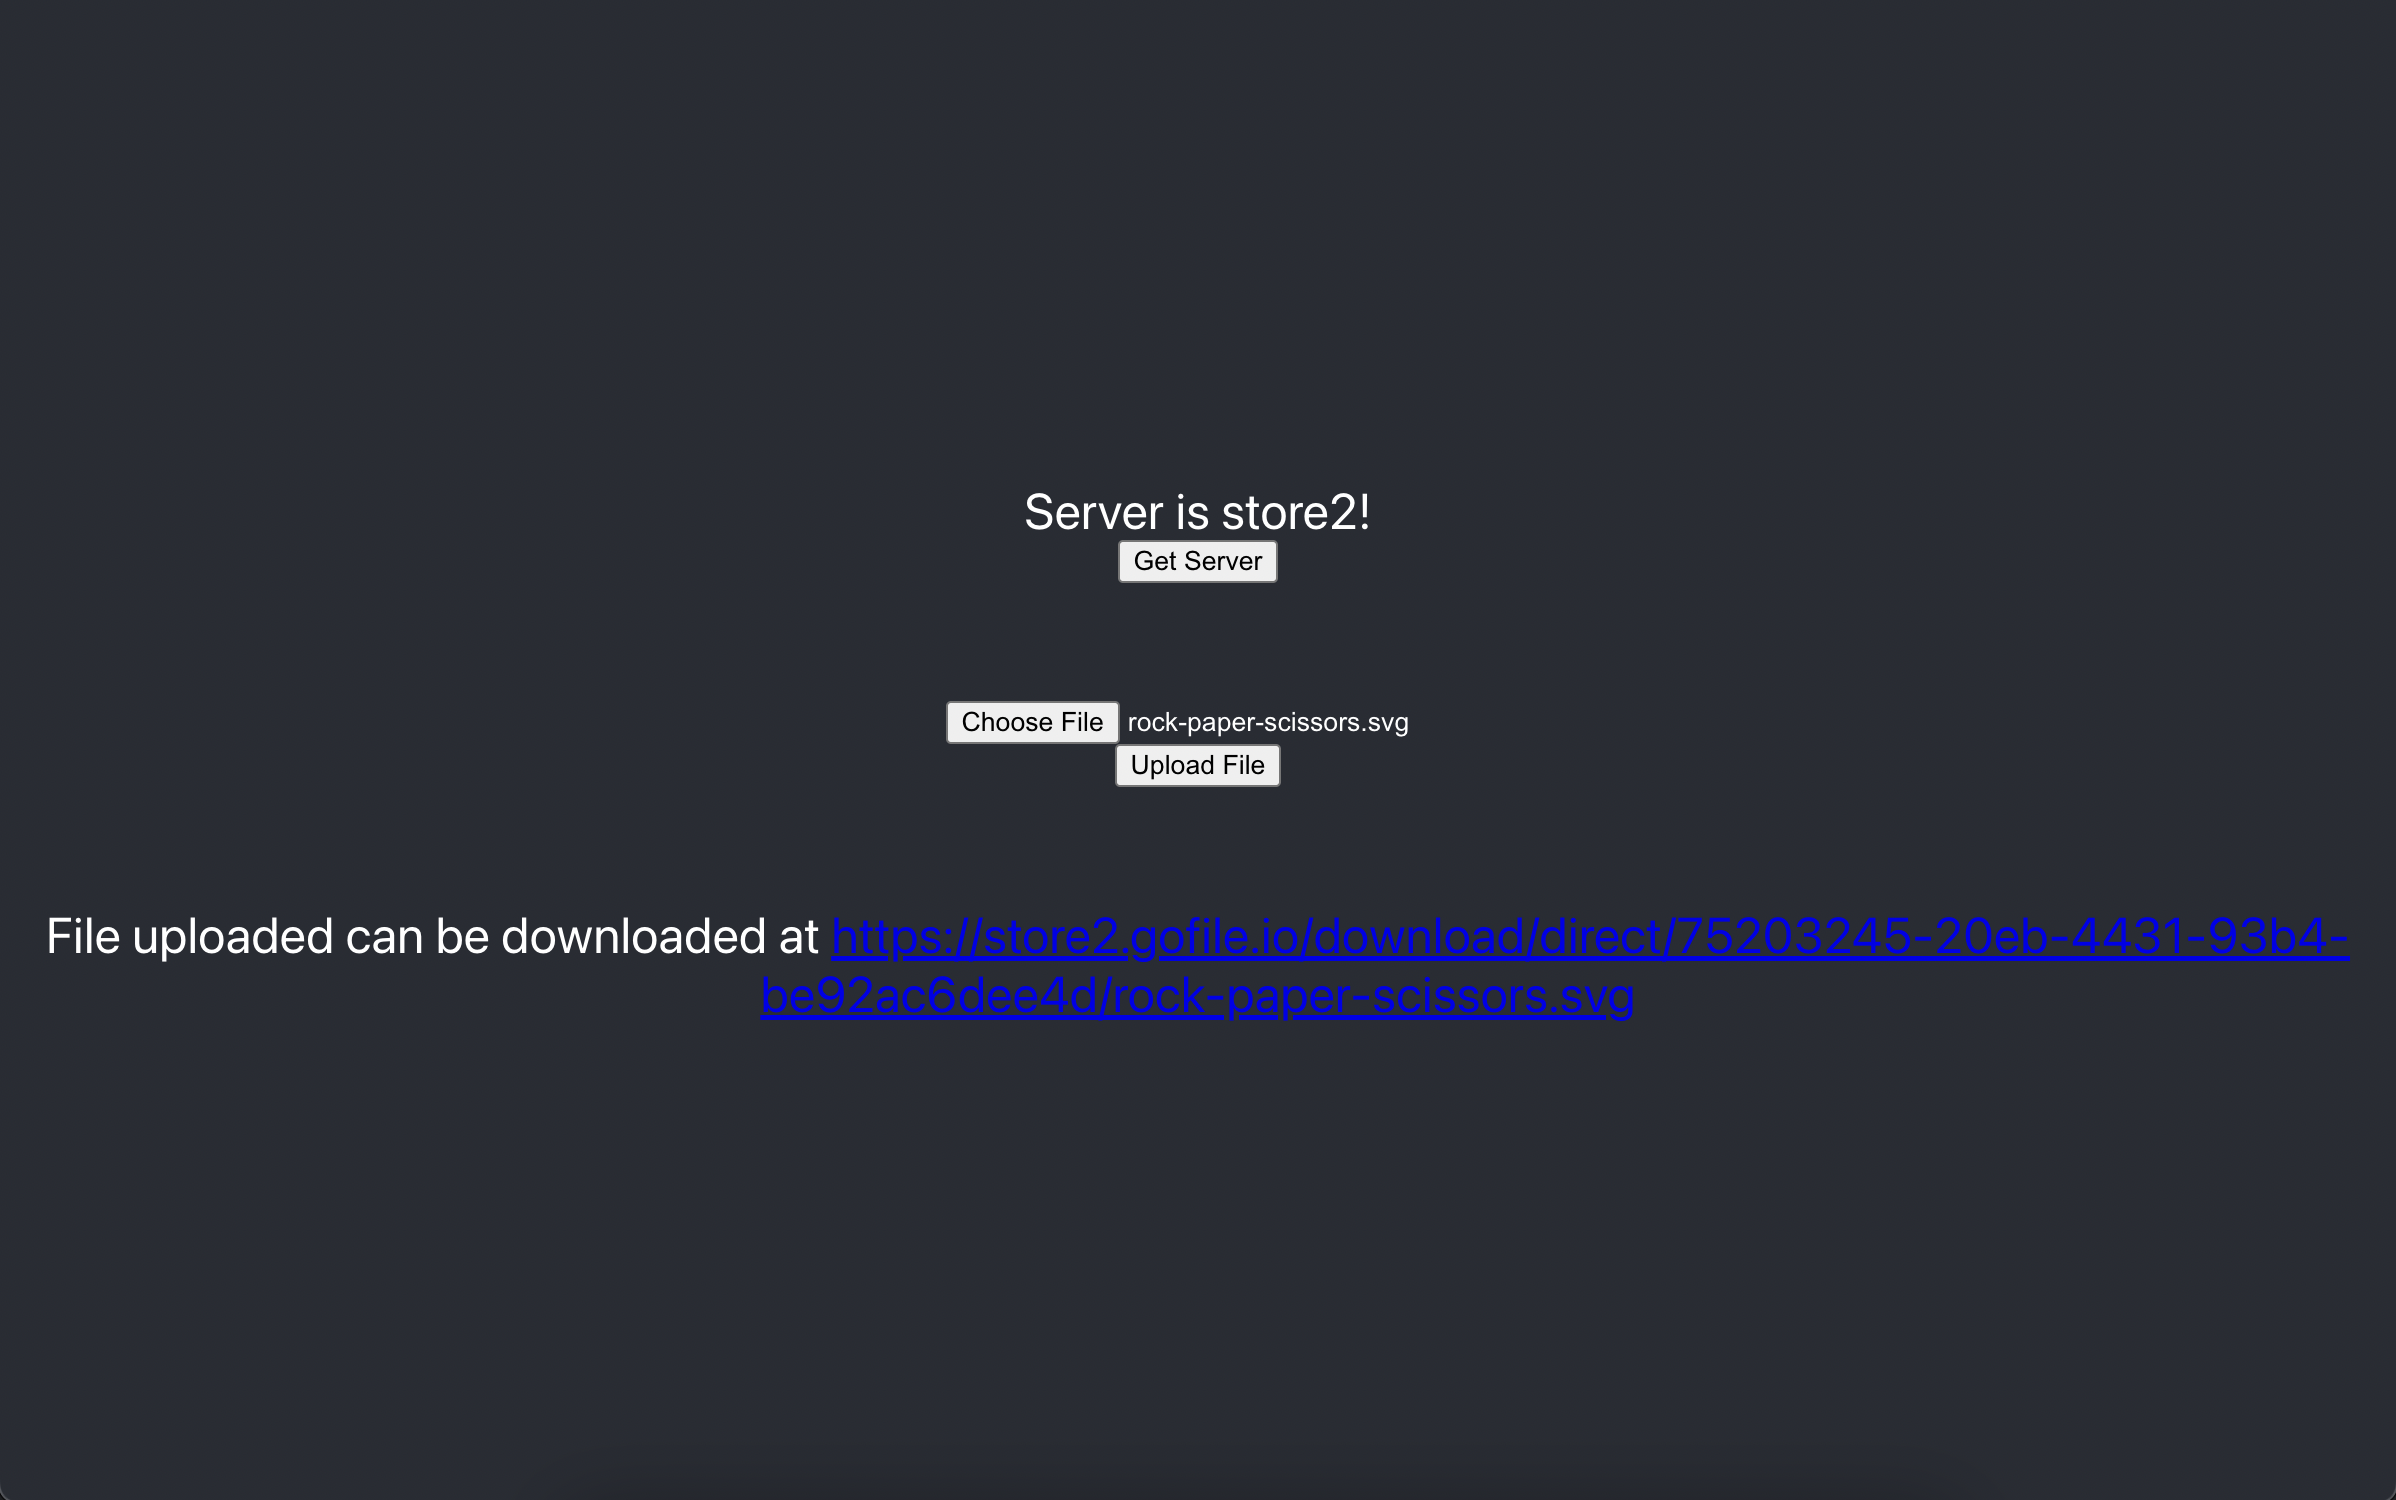 Server is store2!
Get Server
Choose File rock-paper-scissors.svg
Upload File
File uploaded can be downloaded at https://store2.gofile.io/download/direct/75203245-20eb-4431-93b4-
be92ac6dee4d/rock-paper-scissors.svg